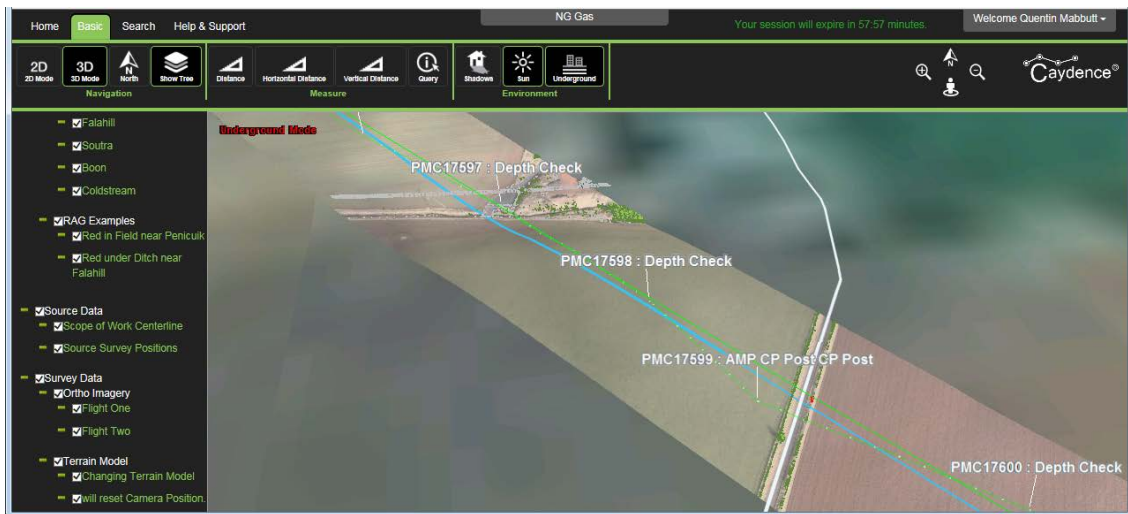 Home Basic Search Help & Support
NG Gas
Your session will expire in 57:57 minutes.
Welcome Quentin Mabbutt
2D
2D Mode
3D
3D Mode
N
North
Show Tree
Navigation
Distance
Horizontal Distance
Vertical Distance
Query
Measure
Shadows
Sun
Underground
Environment
N
Caydence®
Falahill
Soutra
Boon
Coldstream
RAG Examples
Red in Field near Penicuik
Red under Ditch near
Falahill
Source Data
Scope of Work Centerline
Source Survey Positions
Survey Data
Ortho Imagery
Flight One
Flight Two
Terrain Model
Changing Terrain Model
will reset Camera Position.
Underground Mode
PMC17597 : Depth Check
PMC17598 : Depth Check
PMC17599 : AMP CP Post CP Post
PMC17600 : Depth Check